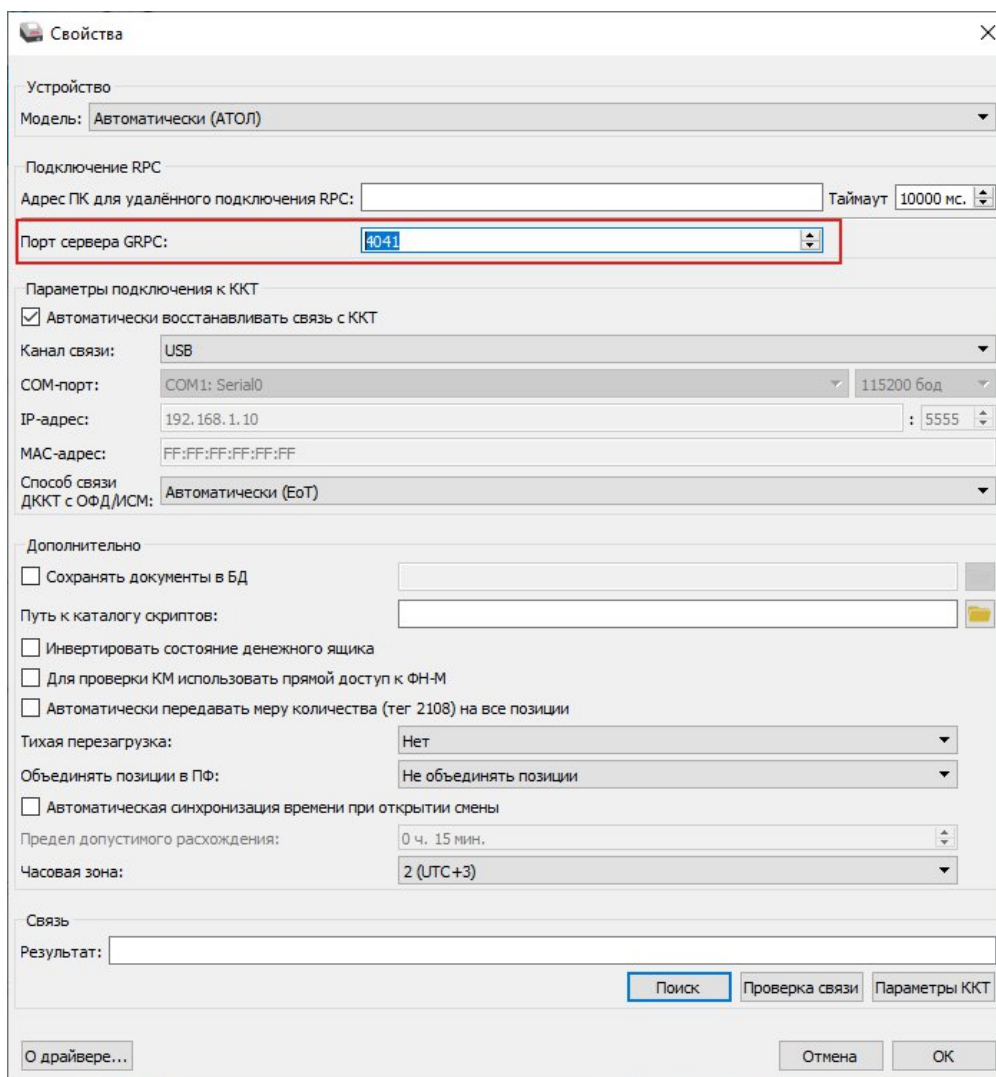 Свойства
Устройство
Модель: Автоматически (АТОЛ)
Подключение RPC
Адрес ПК для удалённого подключения RPC: Таймаут 10000 мс.
Порт сервера GRPC: 4041
Параметры подключения к ККТ
Автоматически восстанавливать связь с ККТ
Канал связи: USB
COM-порт: COM1: Serial0 115200 бод
IP-адрес: 192.168.1.10 : 5555
MAC-адрес: FF:FF:FF:FF:FF:FF
Способ связи
ДККТ с ОФД/ИСМ: Автоматически (EoT)
Дополнительно
Сохранять документы в БД
Путь к каталогу скриптов:
Инвертировать состояние денежного ящика
Для проверки КМ использовать прямой доступ к ФН-М
Автоматически передавать меру количества (тег 2108) на все позиции
Тихая перезагрузка: Нет
Объединять позиции в ПФ: Не объединять позиции
Автоматическая синхронизация времени при открытии смены
Предел допустимого расхождения: 0 ч. 15 мин.
Часовая зона: 2 (UTC+3)
Связь
Результат:
Поиск Проверка связи Параметры ККТ
О драйвере... Отмена ОК